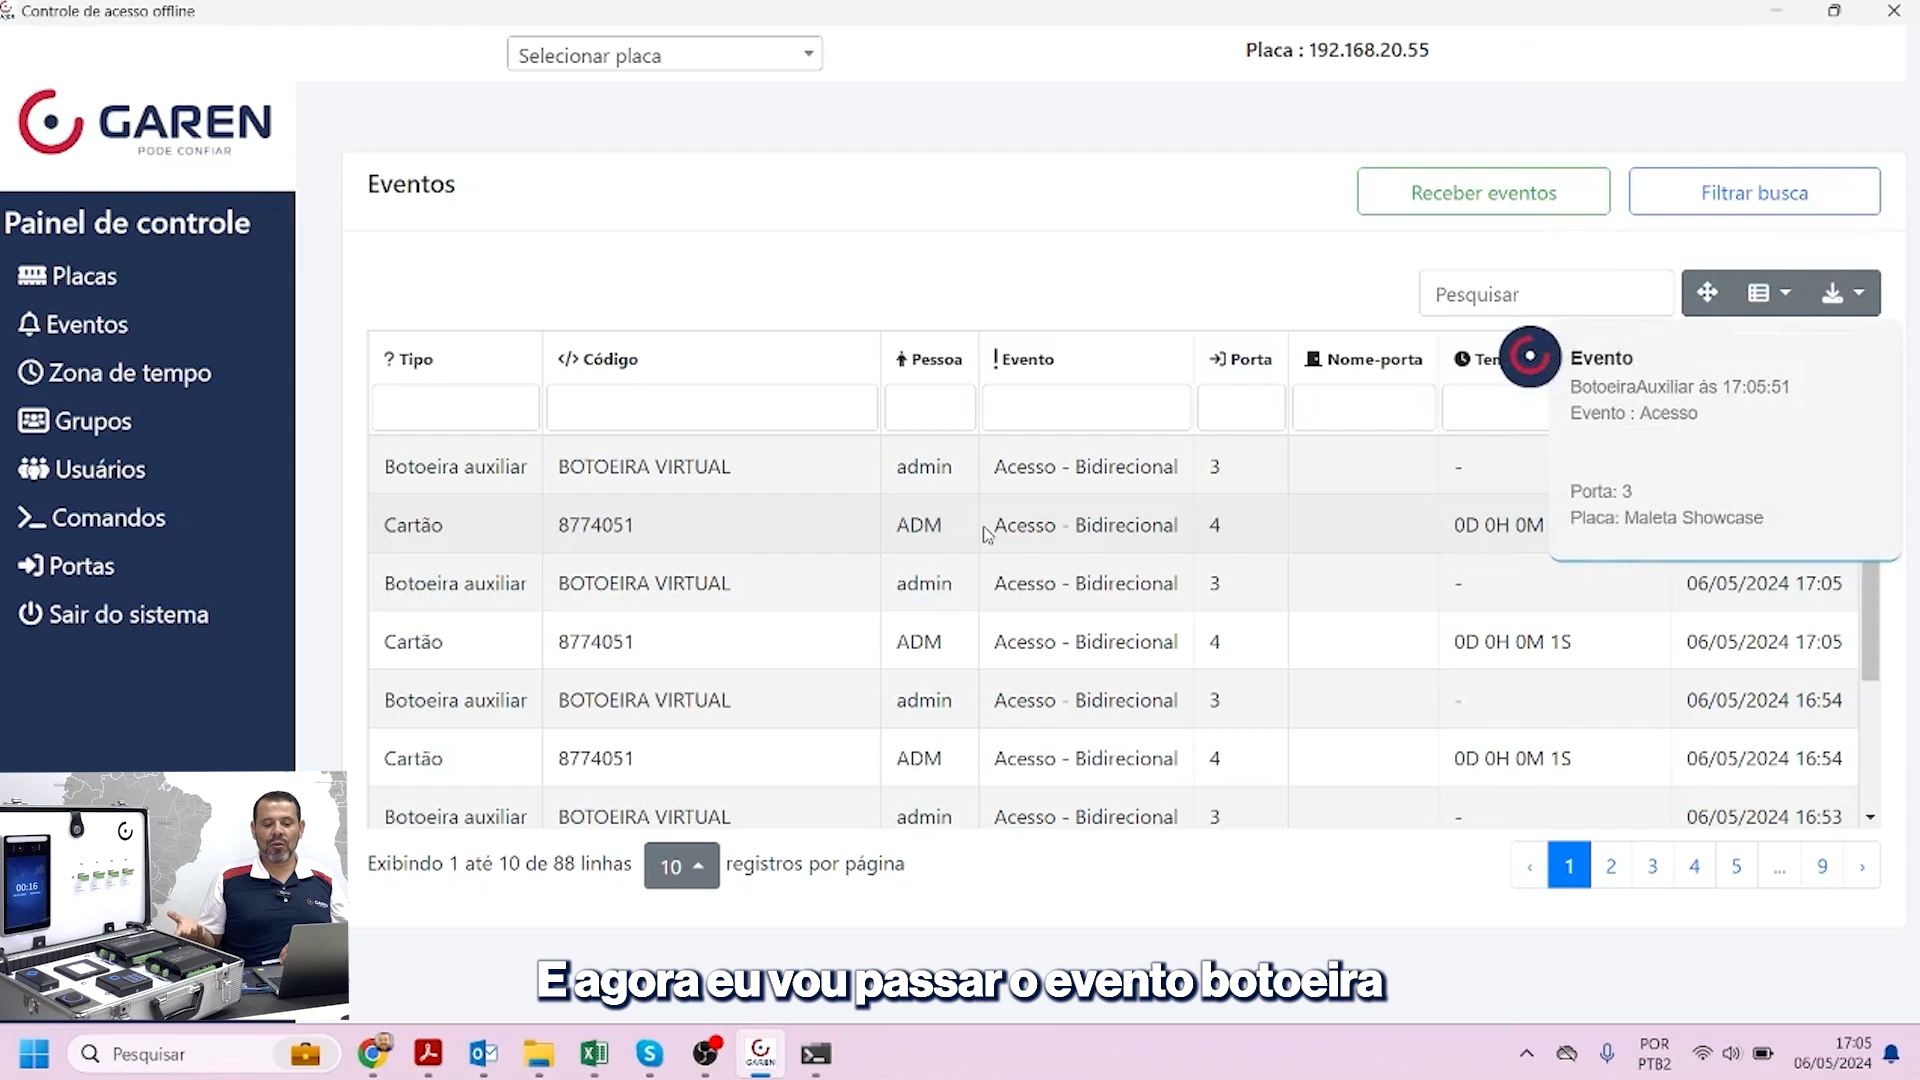 Controle de acesso offline
Selecionar placa
Placa : 192.168.20.55
GAREN
PODE CONFIAR
Painel de controle
Placas
Eventos
Zona de tempo
Grupos
Usuários
Comandos
Portas
Sair do sistema
Eventos
Receber eventos
Filtrar busca
Pesquisar
? Tipo </> Código Pessoa ! Evento Porta Nome-porta Ten
Evento
BotoeiraAuxiliar ás 17:05:51
Evento : Acesso
Porta: 3
Placa: Maleta Showcase
Botoeira auxiliar BOTOEIRA VIRTUAL admin Acesso - Bidirecional 3 -
Cartão 8774051 ADM Acesso - Bidirecional 4 0D 0H 0M
Botoeira auxiliar BOTOEIRA VIRTUAL admin Acesso - Bidirecional 3 - 06/05/2024 17:05
Cartão 8774051 ADM Acesso - Bidirecional 4 0D 0H 0M 1S 06/05/2024 17:05
Botoeira auxiliar BOTOEIRA VIRTUAL admin Acesso - Bidirecional 3 - 06/05/2024 16:54
Cartão 8774051 ADM Acesso - Bidirecional 4 0D 0H 0M 1S 06/05/2024 16:54
Botoeira auxiliar BOTOEIRA VIRTUAL admin Acesso - Bidirecional 3 - 06/05/2024 16:53
Exibindo 1 até 10 de 88 linhas 10 registros por página
‹ 1 2 3 4 5 ... 9 ›
00:16
E agora eu vou passar o evento botoeira
Pesquisar
GAREN
POR
PTB2
17:05
06/05/2024